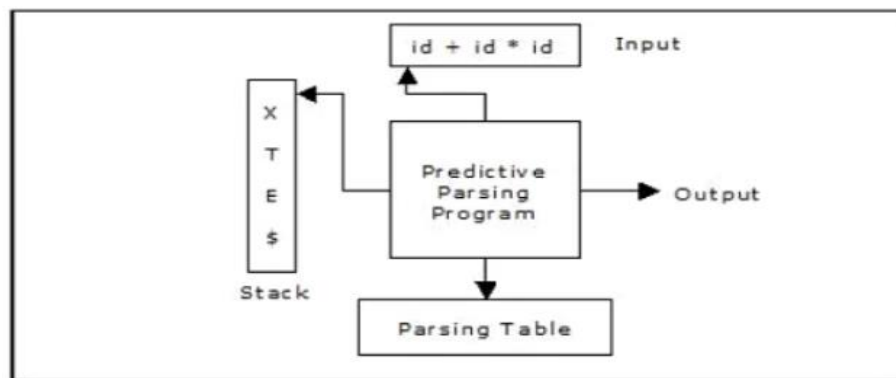 id + id * id
Input
X
T
E
$
Stack
Predictive
Parsing
Program
Output
Parsing Table